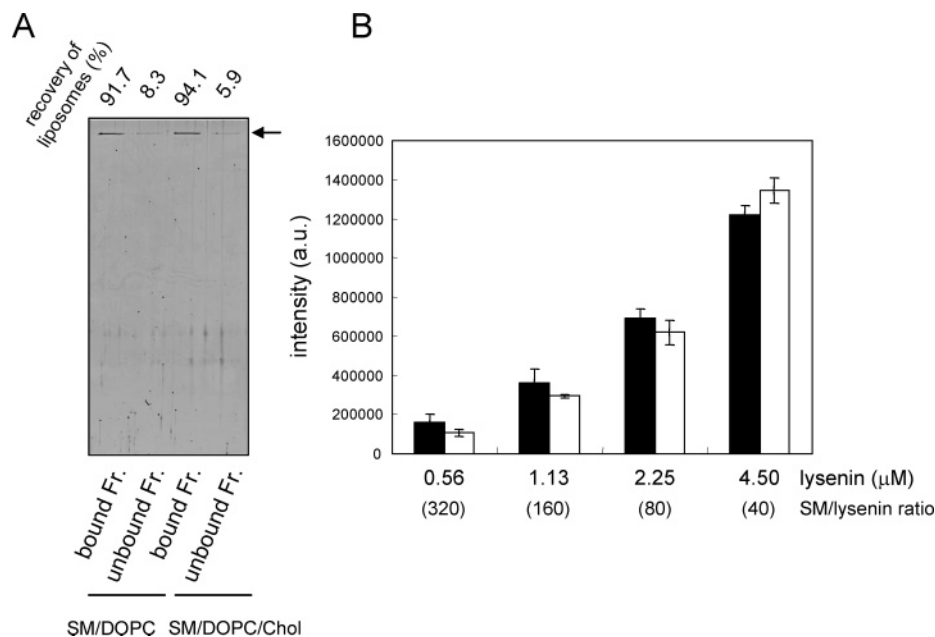 A
recovery of
liposomes (%)
91.7
8.3
94.1
5.9
bound Fr.
unbound Fr.
bound Fr.
unbound Fr.
SM/DOPC
SM/DOPC/Chol
B
intensity (a.u.)
1600000
1400000
1200000
1000000
800000
600000
400000
200000
0
0.56 1.13 2.25 4.50 lysenin (μM)
(320) (160) (80) (40) SM/lysenin ratio